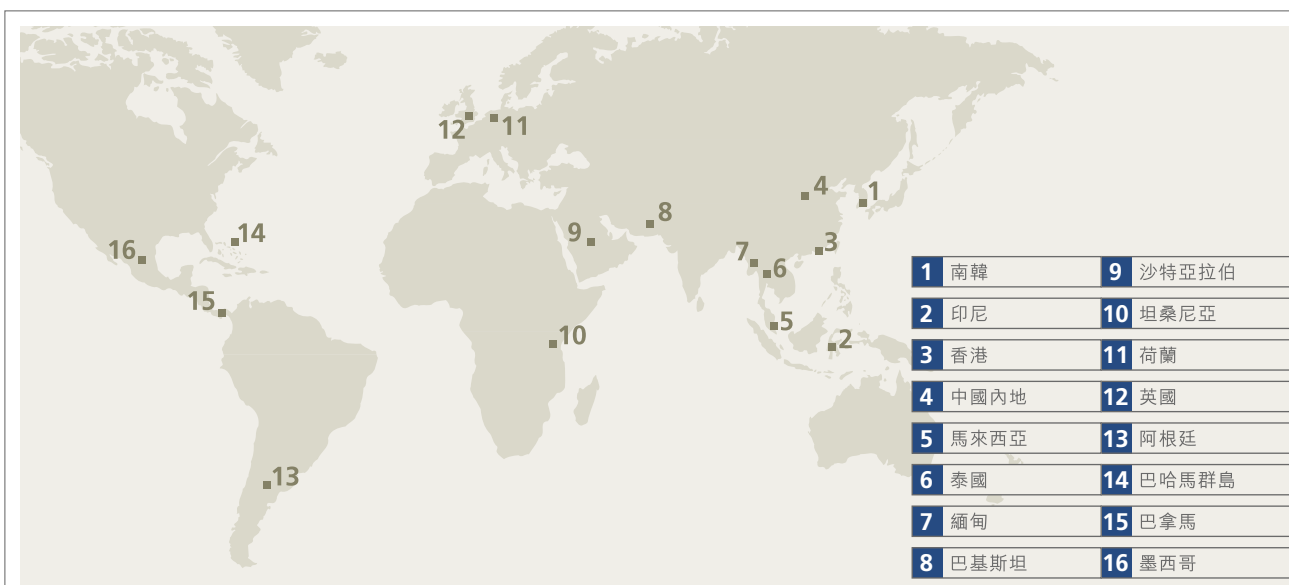 12
11
4
1
8
14
9
3
16
7
6
15
5
10
2
13
1 南韓
2 印尼
3 香港
4 中國內地
5 馬來西亞
6 泰國
7 緬甸
8 巴基斯坦
9 沙特亞拉伯
10 坦桑尼亞
11 荷蘭
12 英國
13 阿根廷
14 巴哈馬群島
15 巴拿馬
16 墨西哥